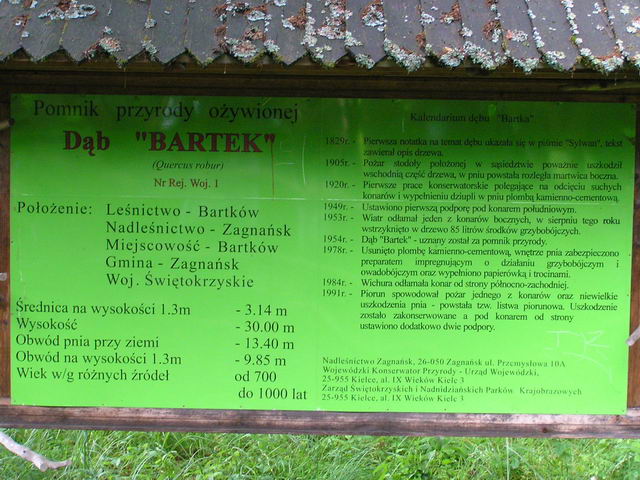 Pomnik przyrody ożywionej
Dąb "BARTEK"
(Quercus robur)
Nr Rej. Woj. 1
Położenie: Leśnictwo - Bartków
Nadleśnictwo - Zagnańsk
Miejscowość - Bartków
Gmina - Zagnańsk
Woj. Świętokrzyskie
Średnica na wysokości 1.3m - 3.14 m
Wysokość - 30.00 m
Obwód pnia przy ziemi - 13.40 m
Obwód na wysokości 1.3m - 9.85 m
Wiek w/g różnych źródeł od 700
do 1000 lat
Kalendarium dębu "Bartka"
1829r. - Pierwsza notatka na temat dębu ukazała się w piśmie "Sylwan", tekst
zawierał opis drzewa.
1905r. - Pożar stodoły położonej w sąsiedztwie poważnie uszkodził
wschodnią część drzewa, w pniu powstała rozległa martwica boczna.
1920r. - Pierwsze prace konserwatorskie polegające na odcięciu suchych
konarów i wypełnieniu dziupli w pniu plombą kamienno-cementową.
1949r. - Ustawiono pierwszą podporę pod konarem południowym.
1953r. - Wiatr odłamał jeden z konarów bocznych, w sierpniu tego roku
wstrzyknięto w drzewo 85 litrów środków grzybobójczych.
1954r. - Dąb "Bartek" - uznany został za pomnik przyrody.
1978r. - Usunięto plombę kamienno-cementową, wnętrze pnia zabezpieczono
preparatem impregnującym o działaniu grzybobójczym i
owadobójczym oraz wypełniono papierówką i trocinami.
1984r. - Wichura odłamała konar od strony północno-zachodniej.
1991r. - Piorun spowodował pożar jednego z konarów oraz niewielkie
uszkodzenia pnia - powstała tzw. listwa piorunowa. Uszkodzenie
zostało zakonserwowane a pod konarem od strony
ustawiono dodatkowo dwie podpory.
Nadleśnictwo Zagnańsk, 26-050 Zagnańsk ul. Przemysłowa 10A
Wojewódzki Konserwator Przyrody - Urząd Wojewódzki,
25-955 Kielce, al. IX Wieków Kielc 3
Zarząd Świętokrzyskich i Nadnidziańskich Parków Krajobrazowych
25-955 Kielce, al. IX Wieków Kielc 3